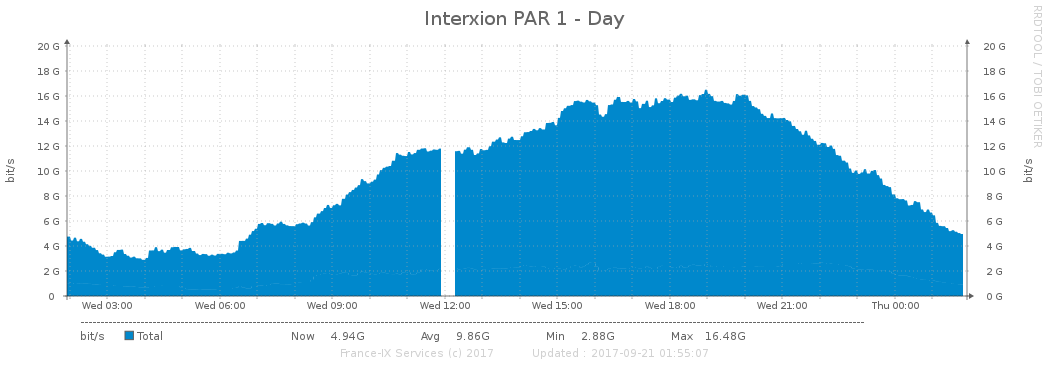 Interxion PAR 1 - Day
RRDTOOL / TOBI OETIKER
20 G 20 G
18 G 18 G
16 G 16 G
14 G 14 G
12 G 12 G
10 G 10 G
8 G 8 G
6 G 6 G
4 G 4 G
2 G 2 G
0 0 G
bit/s
bit/s
Wed 03:00 Wed 06:00 Wed 09:00 Wed 12:00 Wed 15:00 Wed 18:00 Wed 21:00 Thu 00:00
bit/s Total Now 4.94G Avg 9.86G Min 2.88G Max 16.48G
France-IX Services (c) 2017 Updated : 2017-09-21 01:55:07